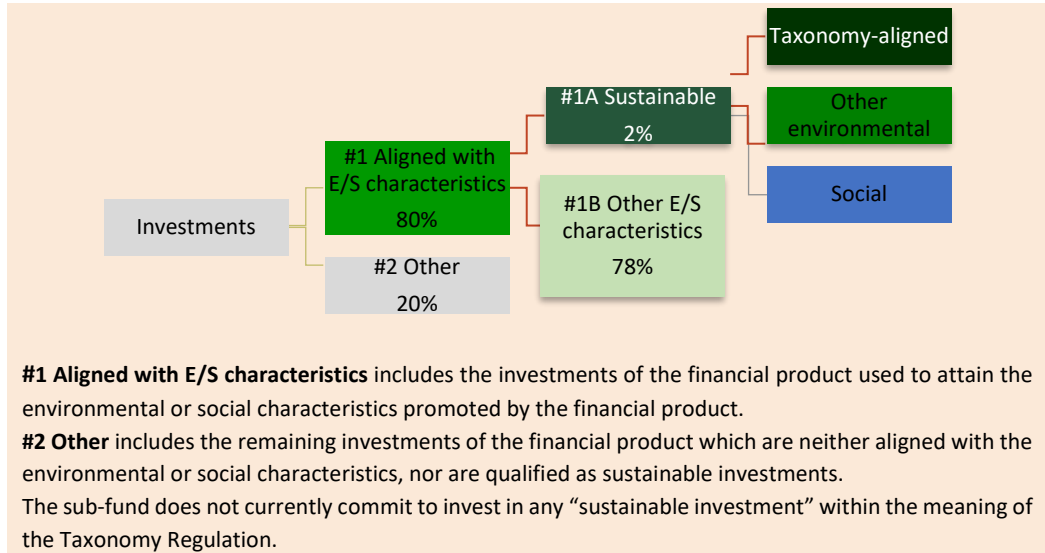 Taxonomy-aligned
#1A Sustainable
2%
Other
environmental
#1 Aligned with
E/S characteristics
80%
Social
#1B Other E/S
characteristics
78%
Investments
#2 Other
20%
#1 Aligned with E/S characteristics includes the investments of the financial product used to attain the
environmental or social characteristics promoted by the financial product.
#2 Other includes the remaining investments of the financial product which are neither aligned with the
environmental or social characteristics, nor are qualified as sustainable investments.
The sub-fund does not currently commit to invest in any “sustainable investment” within the meaning of
the Taxonomy Regulation.